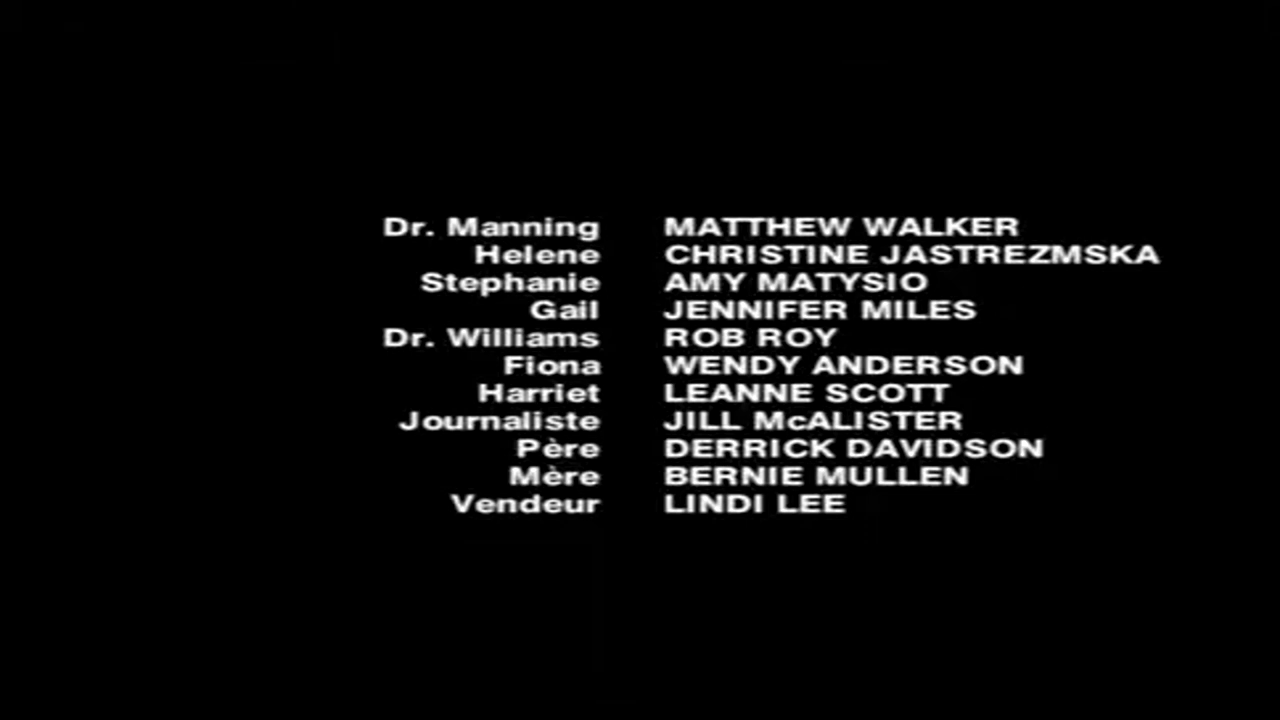 Dr. Manning MATTHEW WALKER
Helene CHRISTINE JASTREZMSKA
Stephanie AMY MATYSIO
Gail JENNIFER MILES
Dr. Williams ROB ROY
Fiona WENDY ANDERSON
Harriet LEANNE SCOTT
Journaliste JILL McALISTER
Père DERRICK DAVIDSON
Mère BERNIE MULLEN
Vendeur LINDI LEE